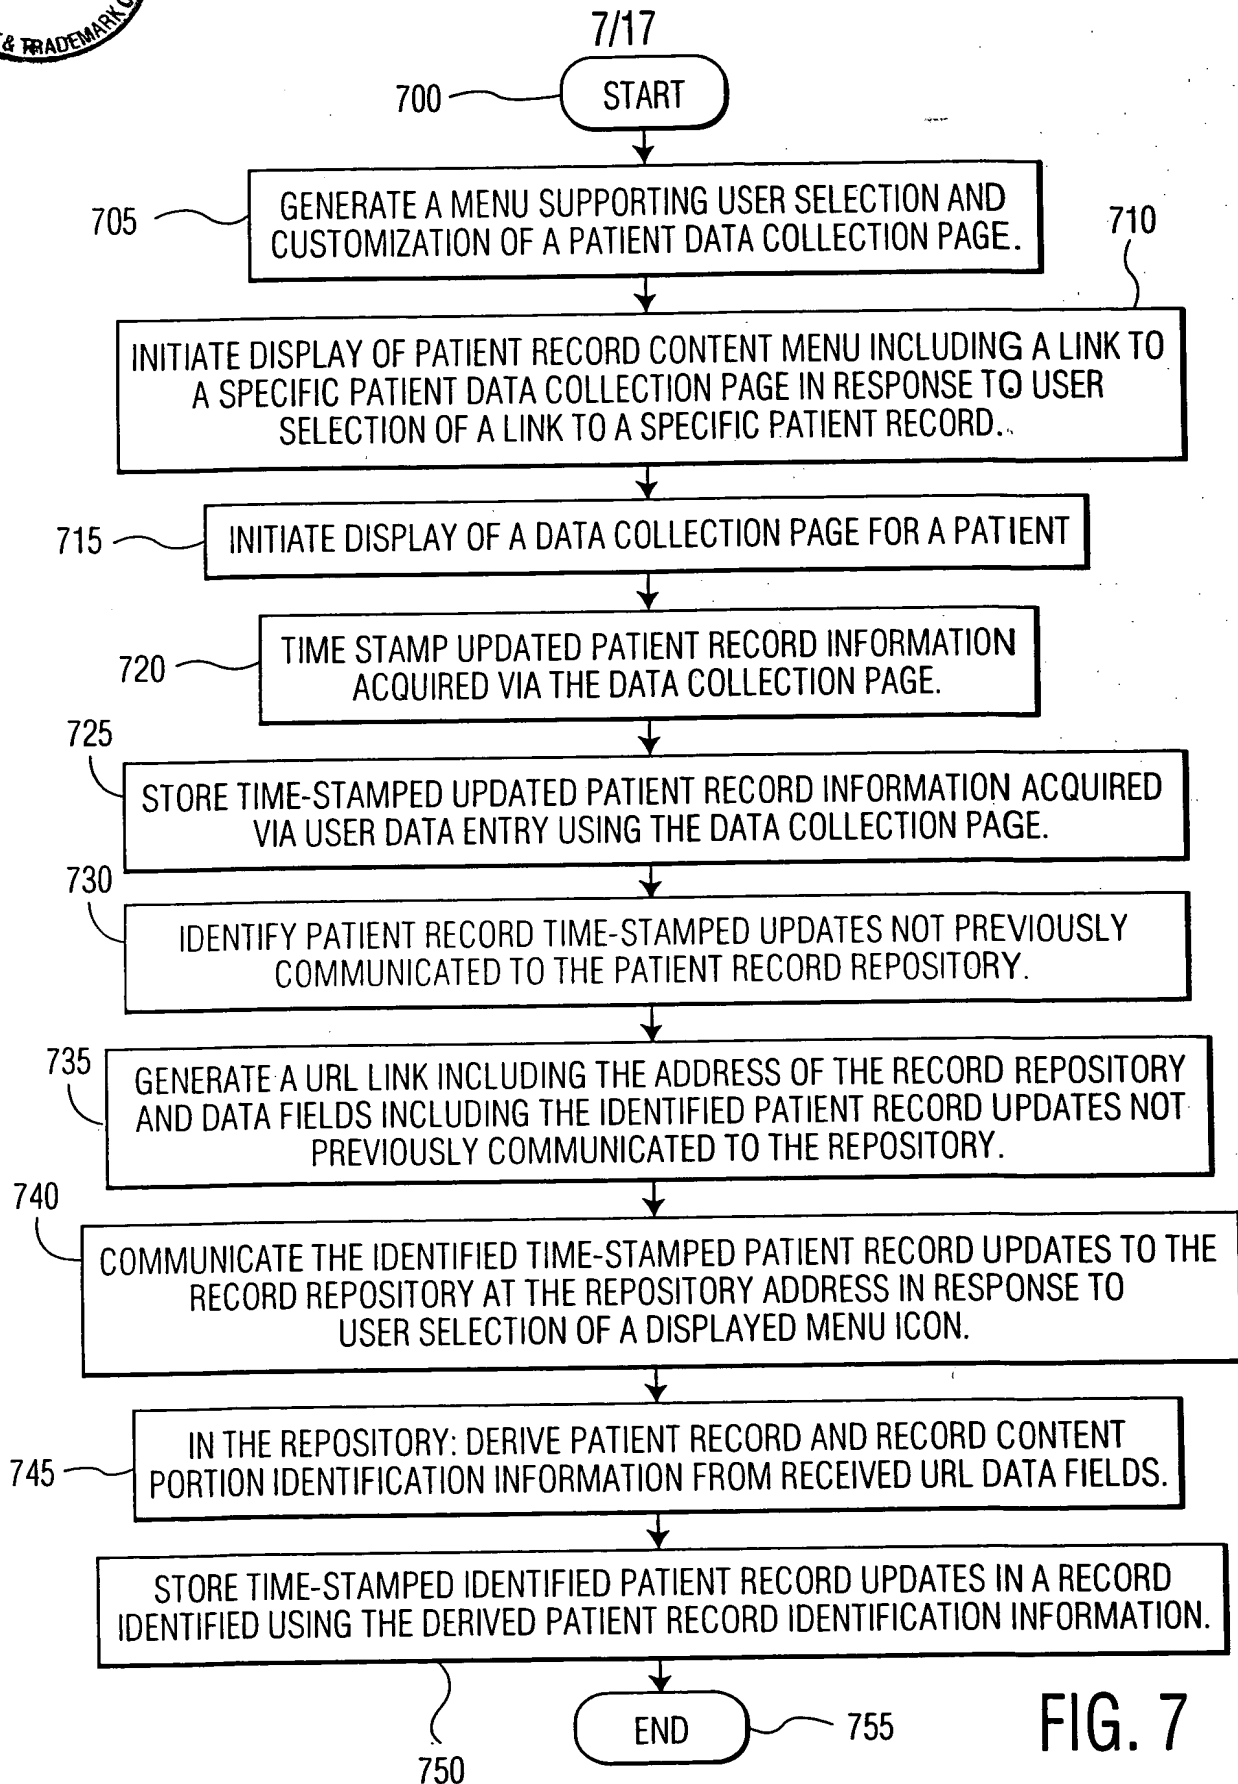 & TRADEMARK
7/17
700
START
705
GENERATE A MENU SUPPORTING USER SELECTION AND
CUSTOMIZATION OF A PATIENT DATA COLLECTION PAGE.
710
INITIATE DISPLAY OF PATIENT RECORD CONTENT MENU INCLUDING A LINK TO
A SPECIFIC PATIENT DATA COLLECTION PAGE IN RESPONSE TO USER
SELECTION OF A LINK TO A SPECIFIC PATIENT RECORD.
715
INITIATE DISPLAY OF A DATA COLLECTION PAGE FOR A PATIENT
720
TIME STAMP UPDATED PATIENT RECORD INFORMATION
ACQUIRED VIA THE DATA COLLECTION PAGE.
725
STORE TIME-STAMPED UPDATED PATIENT RECORD INFORMATION ACQUIRED
VIA USER DATA ENTRY USING THE DATA COLLECTION PAGE.
730
IDENTIFY PATIENT RECORD TIME-STAMPED UPDATES NOT PREVIOUSLY
COMMUNICATED TO THE PATIENT RECORD REPOSITORY.
735
GENERATE A URL LINK INCLUDING THE ADDRESS OF THE RECORD REPOSITORY
AND DATA FIELDS INCLUDING THE IDENTIFIED PATIENT RECORD UPDATES NOT
PREVIOUSLY COMMUNICATED TO THE REPOSITORY.
740
COMMUNICATE THE IDENTIFIED TIME-STAMPED PATIENT RECORD UPDATES TO THE
RECORD REPOSITORY AT THE REPOSITORY ADDRESS IN RESPONSE TO
USER SELECTION OF A DISPLAYED MENU ICON.
745
IN THE REPOSITORY: DERIVE PATIENT RECORD AND RECORD CONTENT
PORTION IDENTIFICATION INFORMATION FROM RECEIVED URL DATA FIELDS.
STORE TIME-STAMPED IDENTIFIED PATIENT RECORD UPDATES IN A RECORD
IDENTIFIED USING THE DERIVED PATIENT RECORD IDENTIFICATION INFORMATION.
750
END
755
FIG. 7